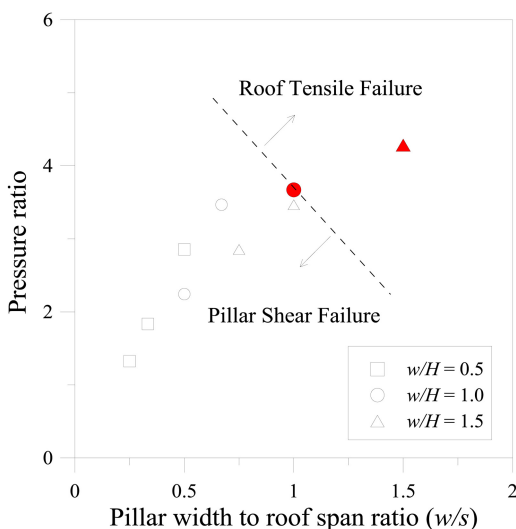 6
Roof Tensile Failure
4
Pressure ratio
2
Pillar Shear Failure
w/H = 0.5
w/H = 1.0
w/H = 1.5
0
0 0.5 1 1.5 2
Pillar width to roof span ratio (w/s)